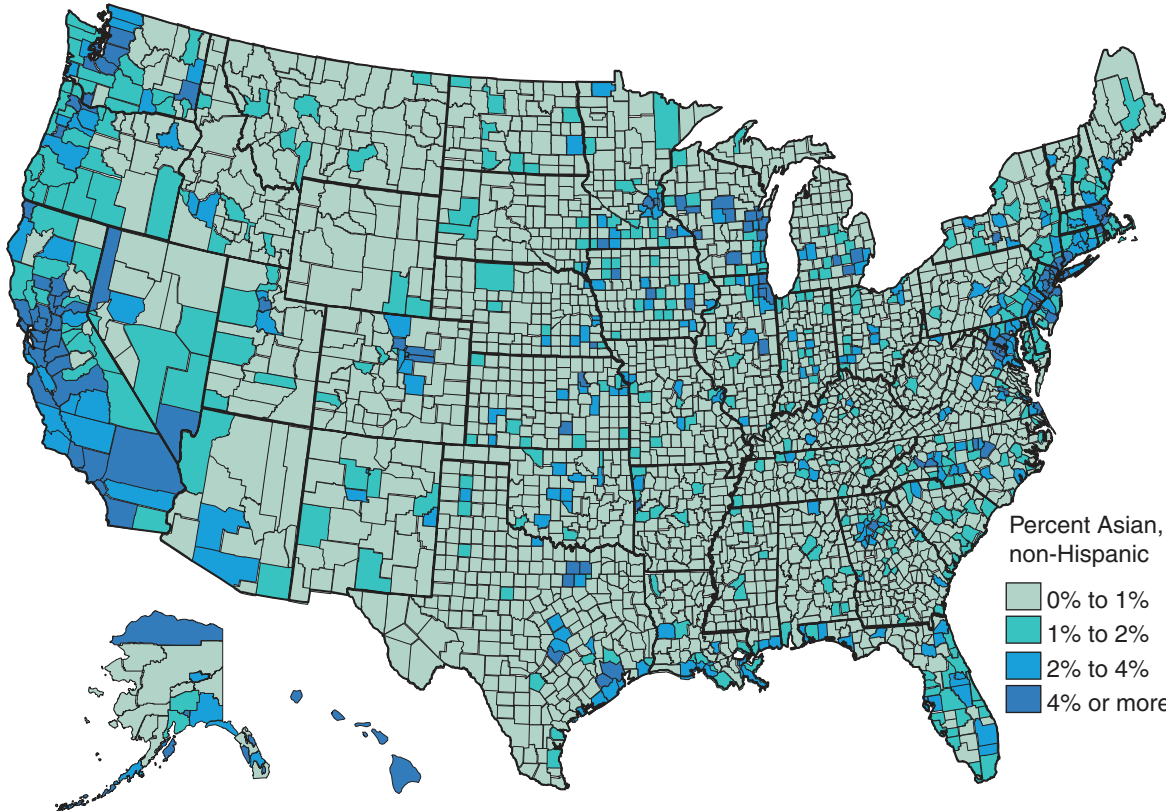 Percent Asian,
non-Hispanic
0% to 1%
1% to 2%
2% to 4%
4% or more